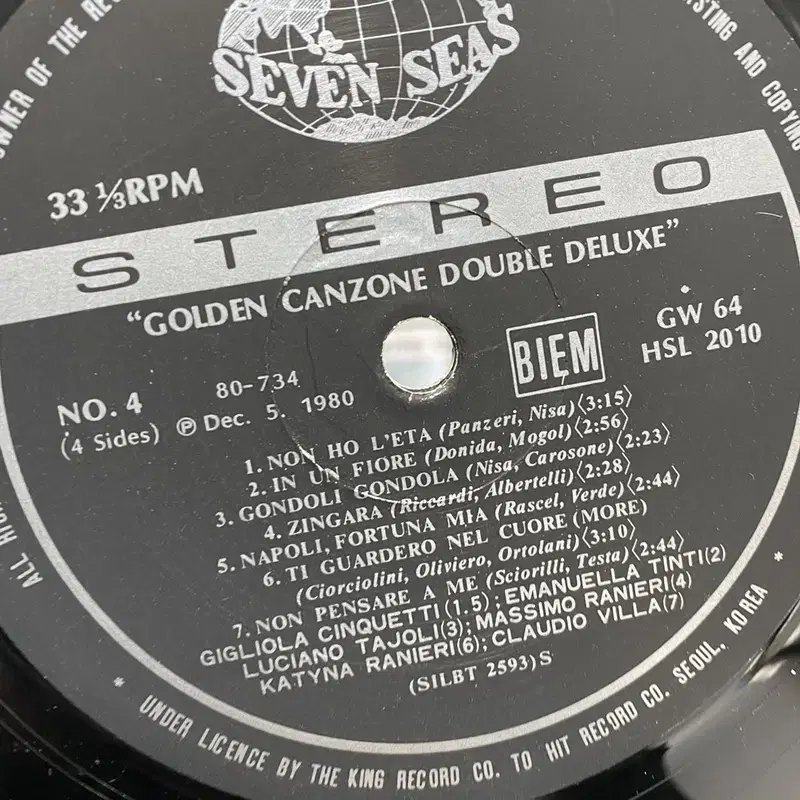 OWNER OF THE
SEVEN SEAS
AND COPYING
33 1/3 RPM
STEREO
"GOLDEN CANZONE DOUBLE DELUXE"
BIEM
GW 64
HSL 2010
NO. 4
(4 Sides)
80-734
℗ Dec. 5. 1980
1. NON HO L'ETA (Panzeri, Nisa) (3:15)
2. IN UN FIORE (Donida, Mogol) (2:56)
3. GONDOLI GONDOLA (Nisa, Carosone) (2:23)
4. ZINGARA (Riccardi, Albertelli) (2:28)
5. NAPOLI, FORTUNA MIA (Rascel, Verde) (2:44)
6. TI GUARDERO NEL CUORE (MORE)
(Ciorciolini, Oliviero, Ortolani) (3:10)
7. NON PENSARE A ME (Sciorilli, Testa) (2:44)
GIGLIOLA CINQUETTI (1.5); EMANUELLA TINTI (2)
LUCIANO TAJOLI (3); MASSIMO RANIERI (4)
KATYNA RANIERI (6); CLAUDIO VILLA (7)
(SILBT 2593) S
ALL
* UNDER LICENCE BY THE KING RECORD CO. TO HIT RECORD CO. SEOUL, KOREA *